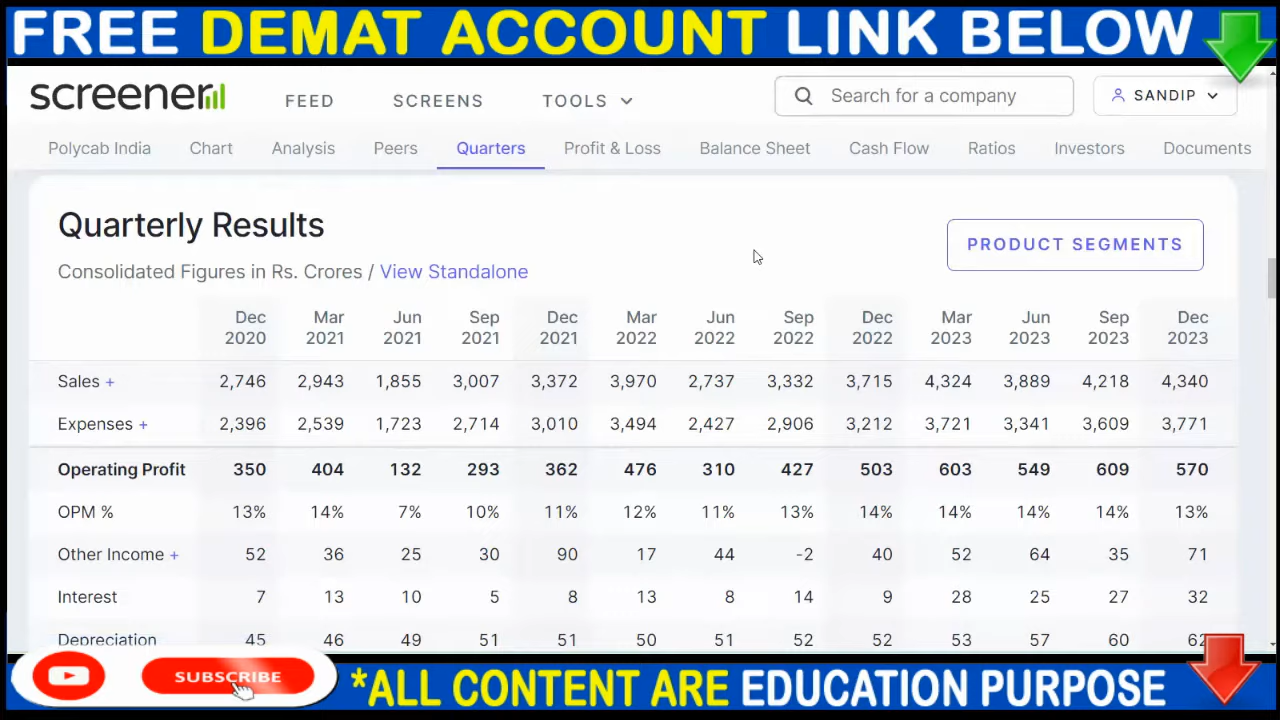 FREE DEMAT ACCOUNT LINK BELOW
screener FEED SCREENS TOOLS Search for a company SANDIP
Polycab India Chart Analysis Peers Quarters Profit & Loss Balance Sheet Cash Flow Ratios Investors Documents
Quarterly Results PRODUCT SEGMENTS
Consolidated Figures in Rs. Crores / View Standalone
Dec Mar Jun Sep Dec Mar Jun Sep Dec Mar Jun Sep Dec
2020 2021 2021 2021 2021 2022 2022 2022 2022 2023 2023 2023 2023
Sales + 2,746 2,943 1,855 3,007 3,372 3,970 2,737 3,332 3,715 4,324 3,889 4,218 4,340
Expenses + 2,396 2,539 1,723 2,714 3,010 3,494 2,427 2,906 3,212 3,721 3,341 3,609 3,771
Operating Profit 350 404 132 293 362 476 310 427 503 603 549 609 570
OPM % 13% 14% 7% 10% 11% 12% 11% 13% 14% 14% 14% 14% 13%
Other Income + 52 36 25 30 90 17 44 -2 40 52 64 35 71
Interest 7 13 10 5 8 13 8 14 9 28 25 27 32
Depreciation 45 46 49 51 51 50 51 52 52 53 57 60 62
SUBSCRIBE
*ALL CONTENT ARE EDUCATION PURPOSE